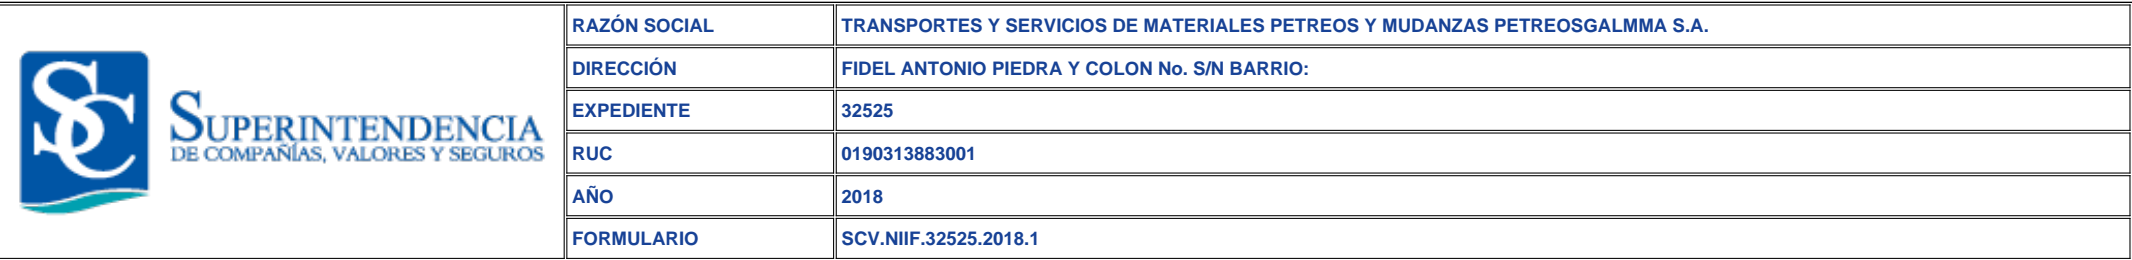 SC
SUPERINTENDENCIA
DE COMPAÑÍAS, VALORES Y SEGUROS
RAZÓN SOCIAL TRANSPORTES Y SERVICIOS DE MATERIALES PETREOS Y MUDANZAS PETREOSGALMMA S.A.
DIRECCIÓN FIDEL ANTONIO PIEDRA Y COLON No. S/N BARRIO:
EXPEDIENTE 32525
RUC 0190313883001
AÑO 2018
FORMULARIO SCV.NIIF.32525.2018.1